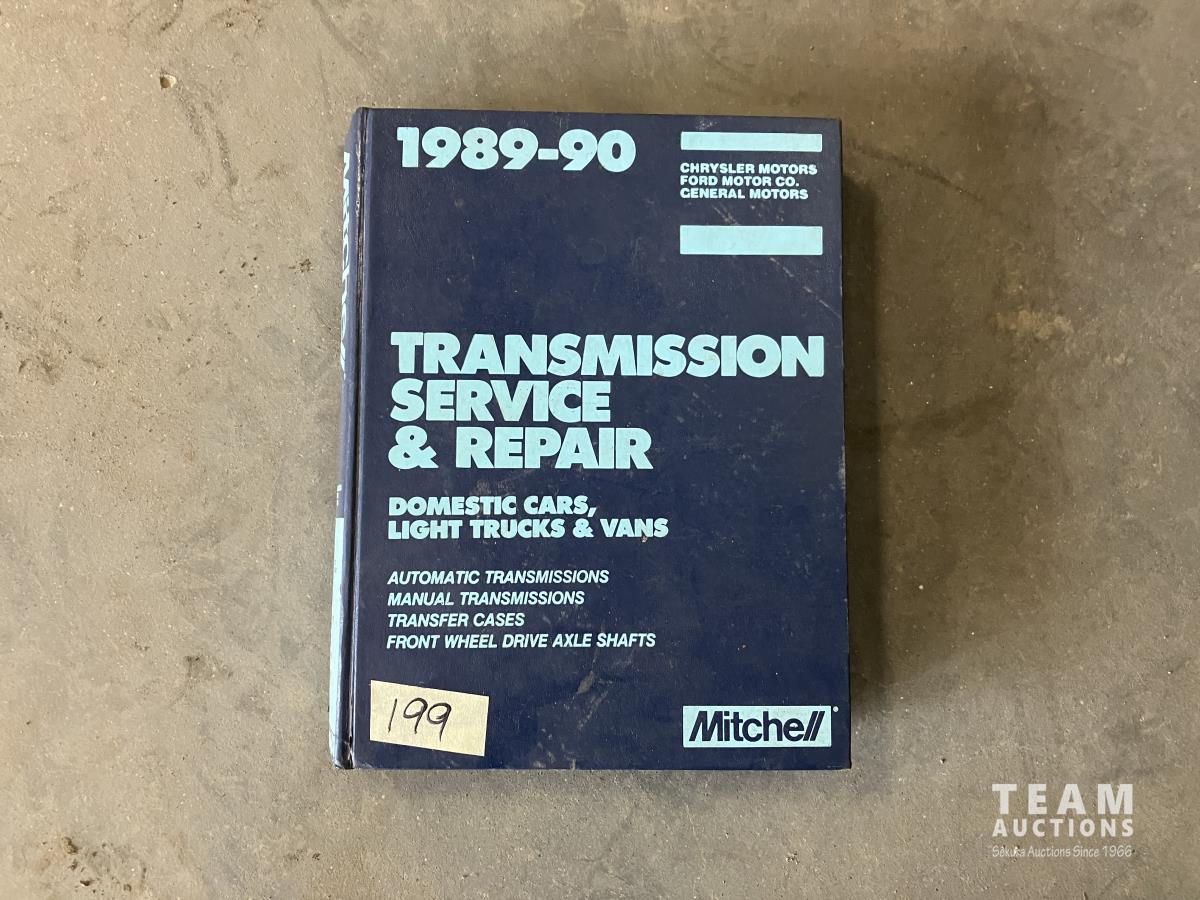 1989-90
CHRYSLER MOTORS
FORD MOTOR CO.
GENERAL MOTORS
TRANSMISSION
SERVICE
& REPAIR
DOMESTIC CARS,
LIGHT TRUCKS & VANS
AUTOMATIC TRANSMISSIONS
MANUAL TRANSMISSIONS
TRANSFER CASES
FRONT WHEEL DRIVE AXLE SHAFTS
199
Mitchell®
TEAM
AUCTIONS
Sekura Auctions Since 1966